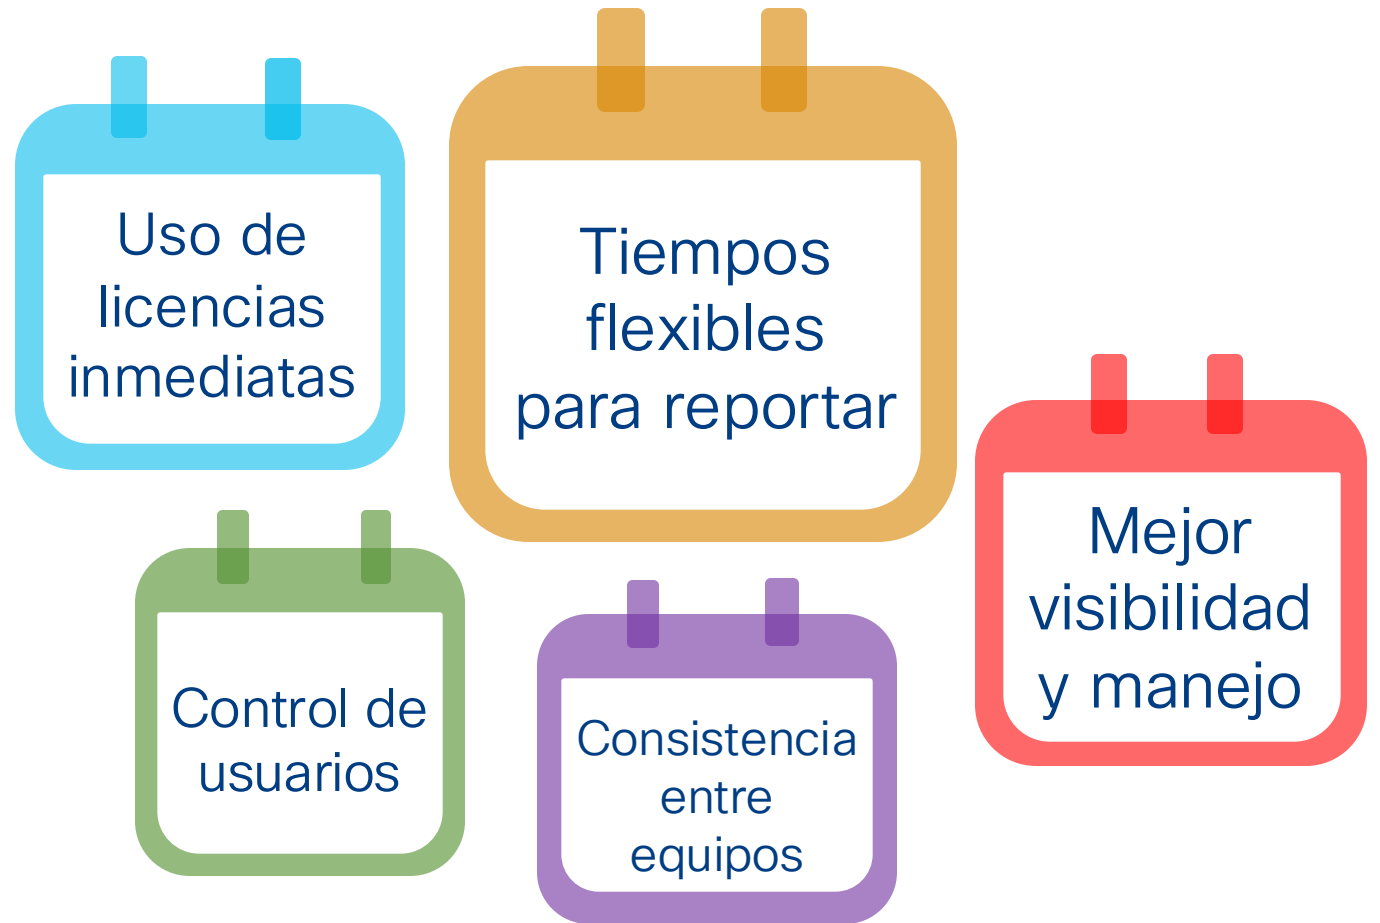 Uso de
licencias
inmediatas
Tiempos
flexibles
para reportar
Mejor
visibilidad
y manejo
Control de
usuarios
Consistencia
entre
equipos